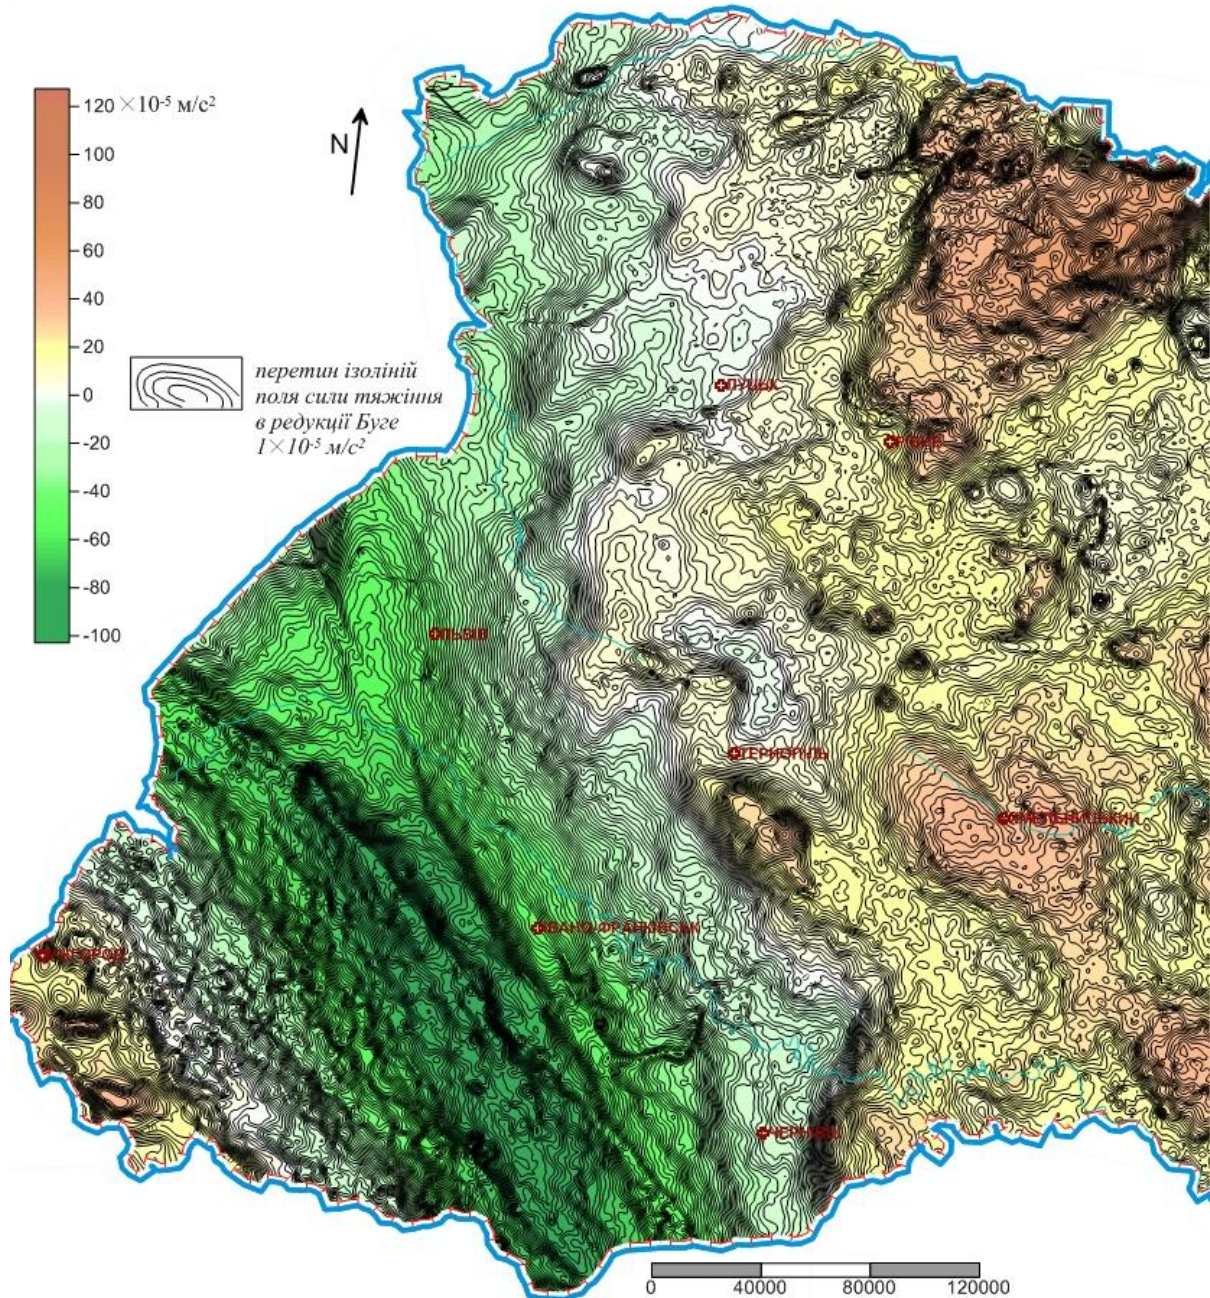 120 ×10⁻⁵ м/с²
100
80
60
40
20
0
-20
-40
-60
-80
-100
N
перетин ізоліній
поля сили тяжіння
в редукції Буге
1×10⁻⁵ м/с²
ЛУЦЬК
РІВНЕ
ЛЬВІВ
ТЕРНОПІЛЬ
ХМЕЛЬНИЦЬКИЙ
ІВАНО-ФРАНКІВСЬК
УЖГОРОД
ЧЕРНІВЦІ
0 40000 80000 120000